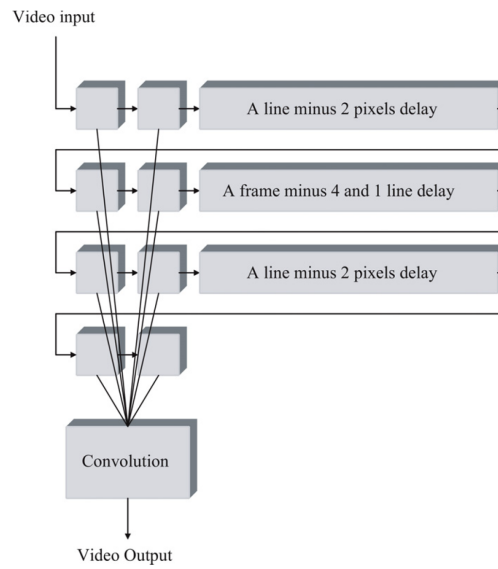 Video input
A line minus 2 pixels delay
A frame minus 4 and 1 line delay
A line minus 2 pixels delay
Convolution
Video Output